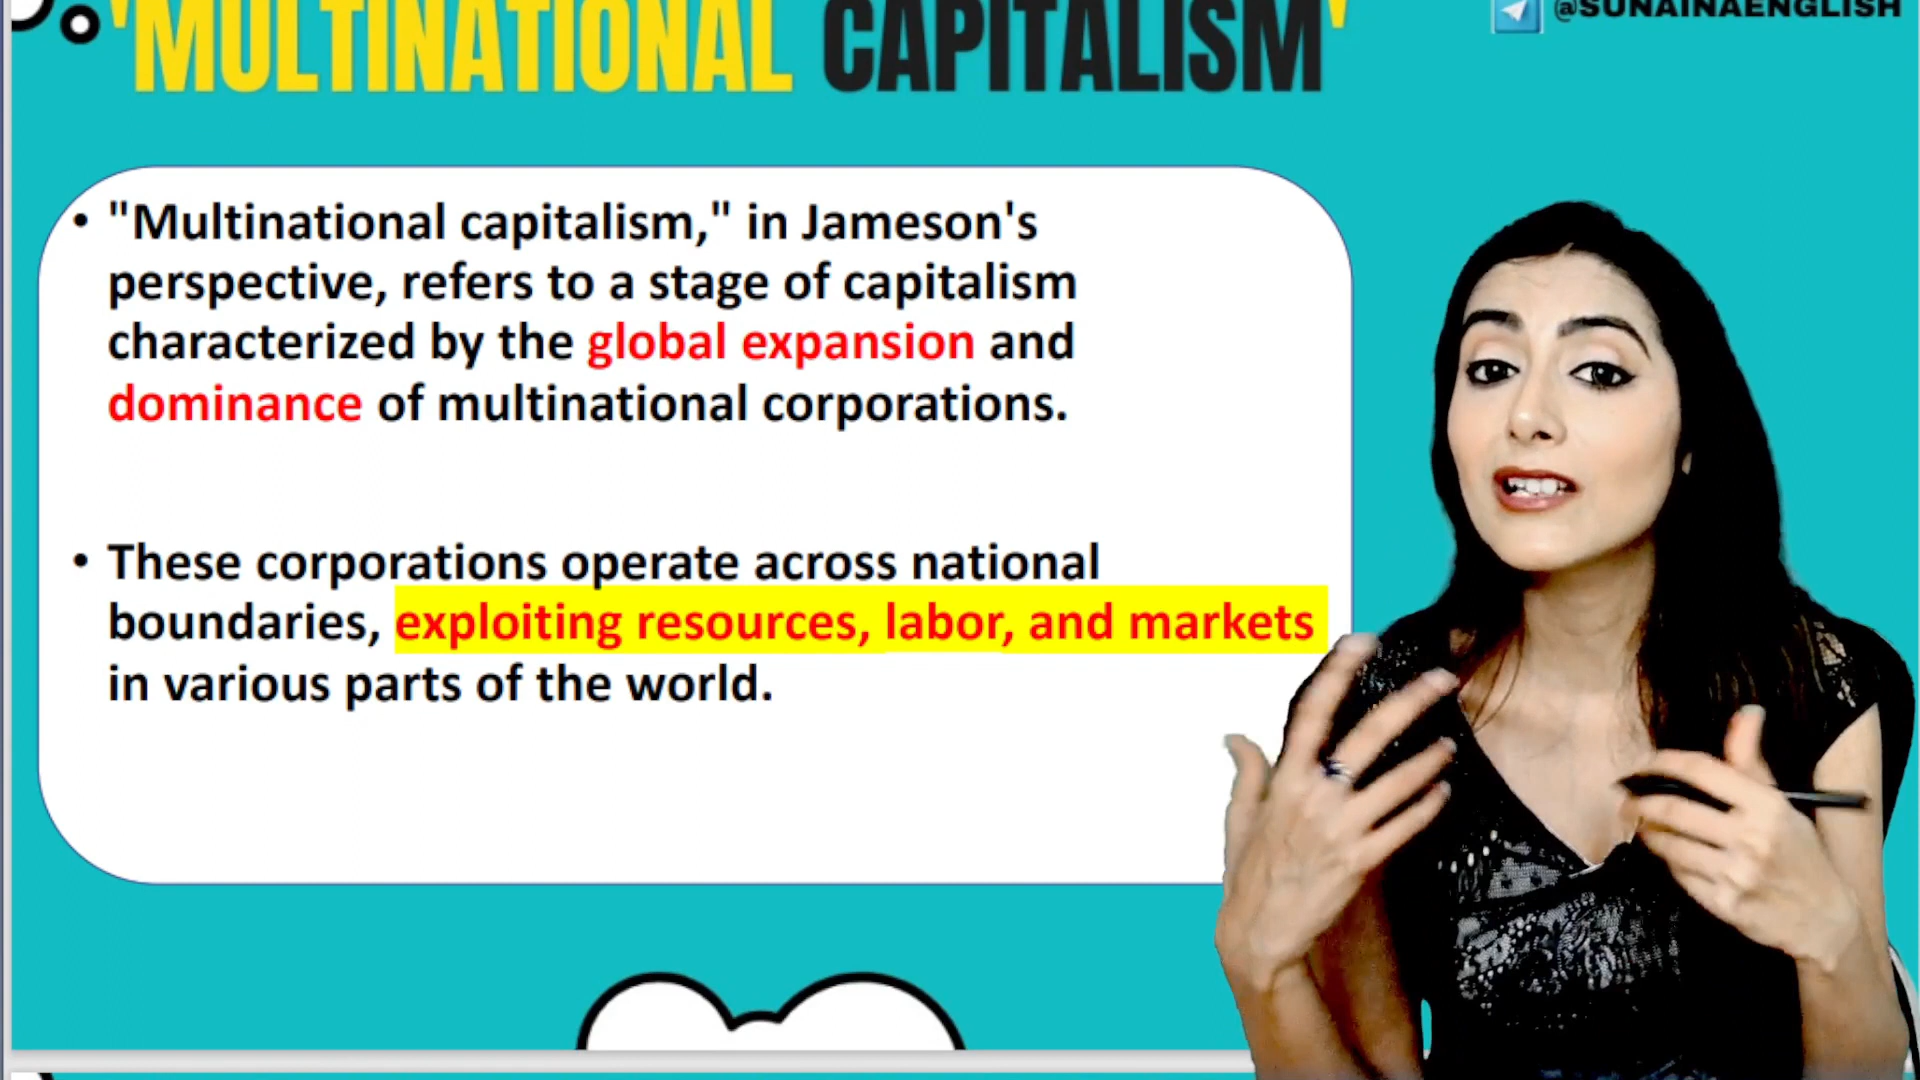 'MULTINATIONAL CAPITALISM'
@SUNAINAENGLISH
• "Multinational capitalism," in Jameson's
perspective, refers to a stage of capitalism
characterized by the global expansion and
dominance of multinational corporations.
• These corporations operate across national
boundaries, exploiting resources, labor, and markets
in various parts of the world.